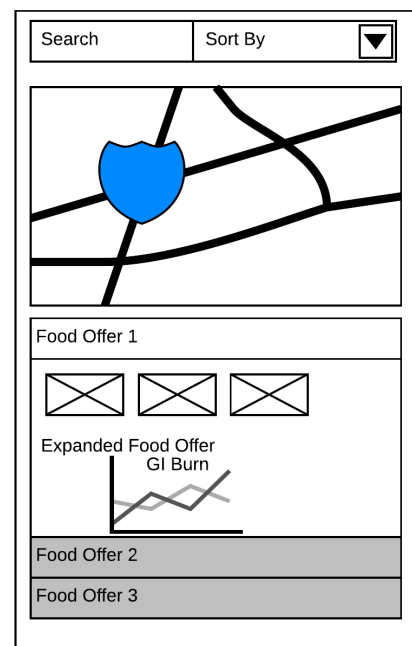 Search
Sort By
Food Offer 1
Expanded Food Offer
GI Burn
Food Offer 2
Food Offer 3